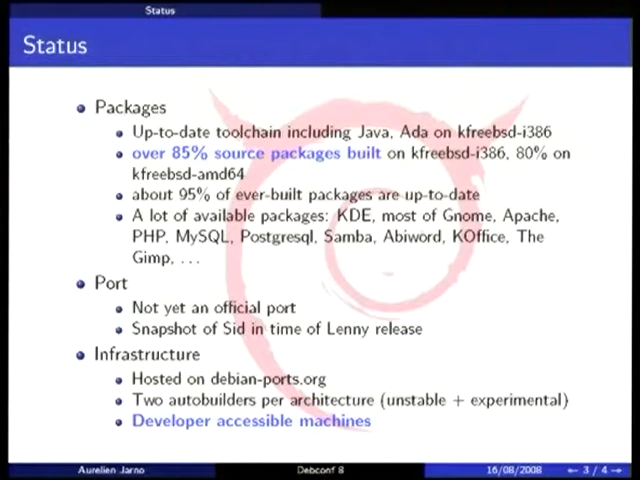 Status
Status
Packages
Up-to-date toolchain including Java, Ada on kfreebsd-i386
over 85% source packages built on kfreebsd-i386, 80% on
kfreebsd-amd64
about 95% of ever-built packages are up-to-date
A lot of available packages: KDE, most of Gnome, Apache,
PHP, MySQL, Postgresql, Samba, Abiword, KOffice, The
Gimp, ...
Port
Not yet an official port
Snapshot of Sid in time of Lenny release
Infrastructure
Hosted on debian-ports.org
Two autobuilders per architecture (unstable + experimental)
Developer accessible machines
Aurelien Jarno Debconf 8 16/08/2008 ← 3 / 4 →